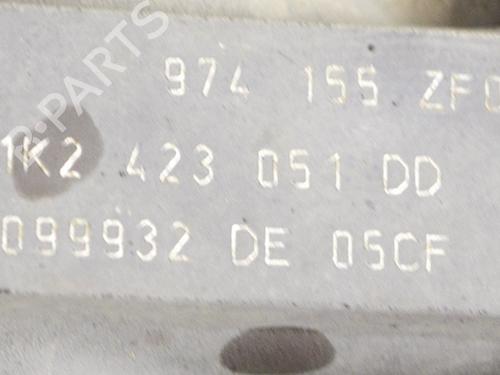 974 155 ZF
1K2 423 051 DD
099932 DE 05CF
B-PARTS